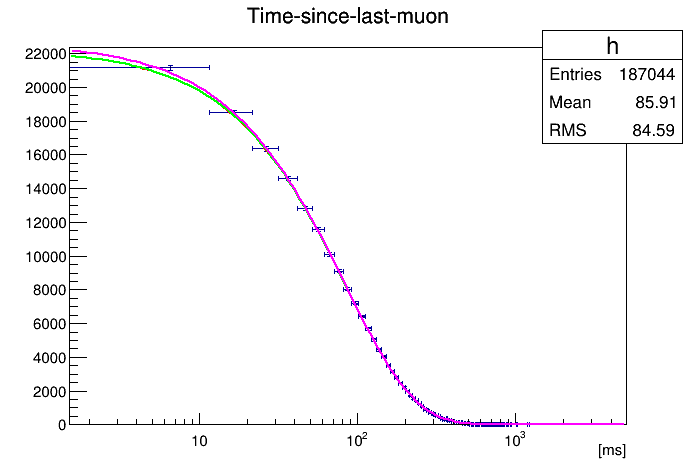 Time-since-last-muon
h
Entries 187044
Mean 85.91
RMS 84.59
22000
20000
18000
16000
14000
12000
10000
8000
6000
4000
2000
0
10 10² 10³
[ms]